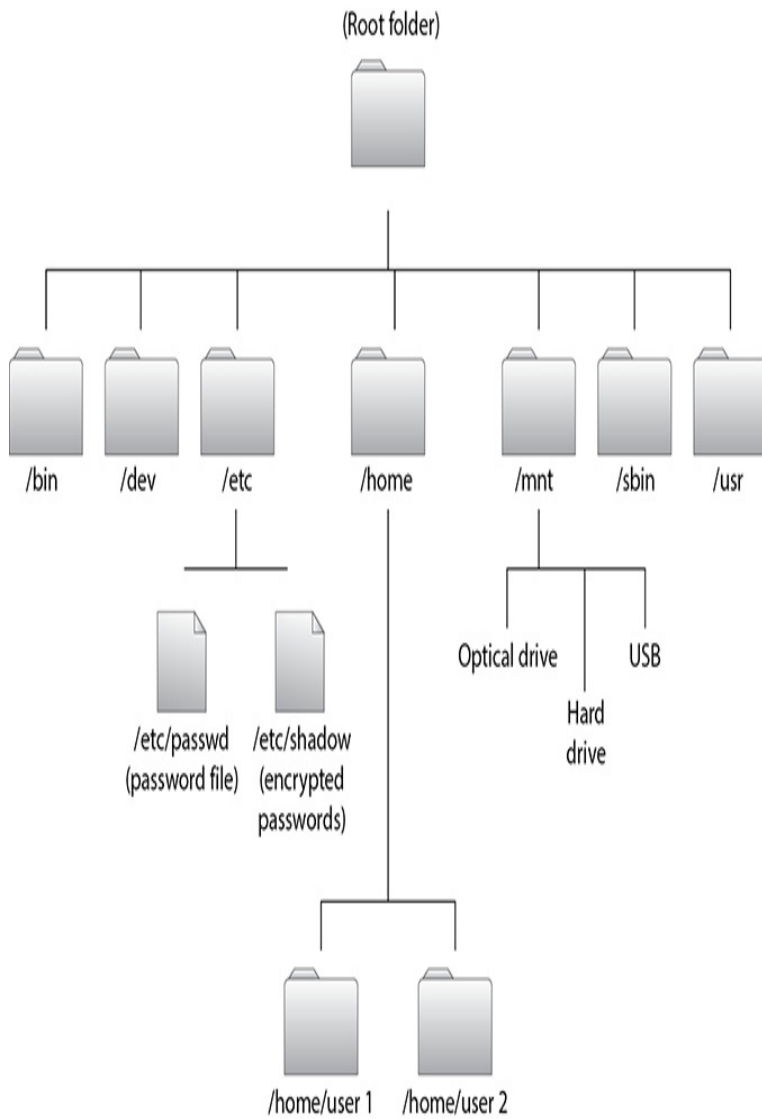 (Root folder)
/bin
/dev
/etc
/home
/mnt
/sbin
/usr
/etc/passwd
(password file)
/etc/shadow
(encrypted
passwords)
Optical drive
Hard
drive
USB
/home/user 1
/home/user 2